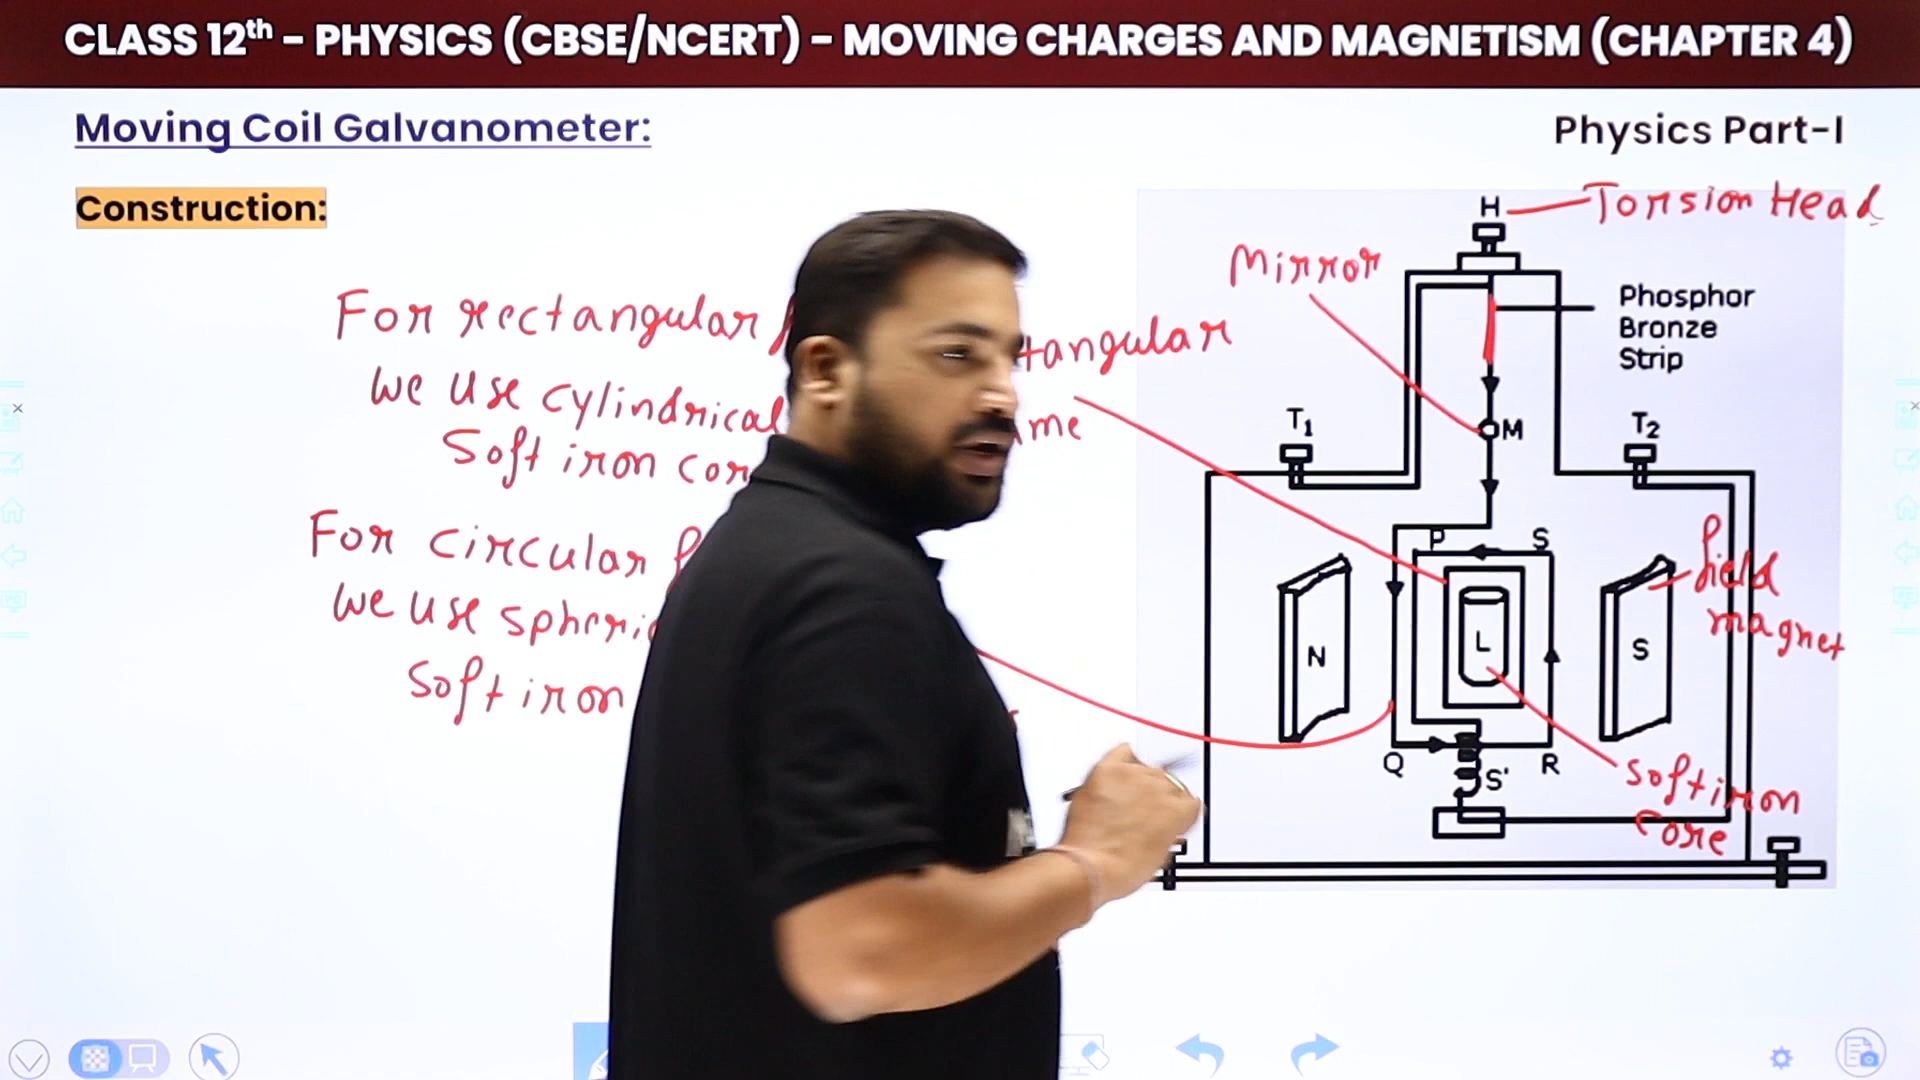 CLASS 12th - PHYSICS (CBSE/NCERT) - MOVING CHARGES AND MAGNETISM (CHAPTER 4)
Moving Coil Galvanometer:
Physics Part-I
Construction:
H
Torsion Head
Mirror
Phosphor
Bronze
Strip
For rectangular
tangular
we use cylindrical
me
Soft iron cor
T1
M
T2
For circular f
we use spheric
Soft iron
P
S
field
magnet
N
L
S
Q
S'
R
soft iron
core